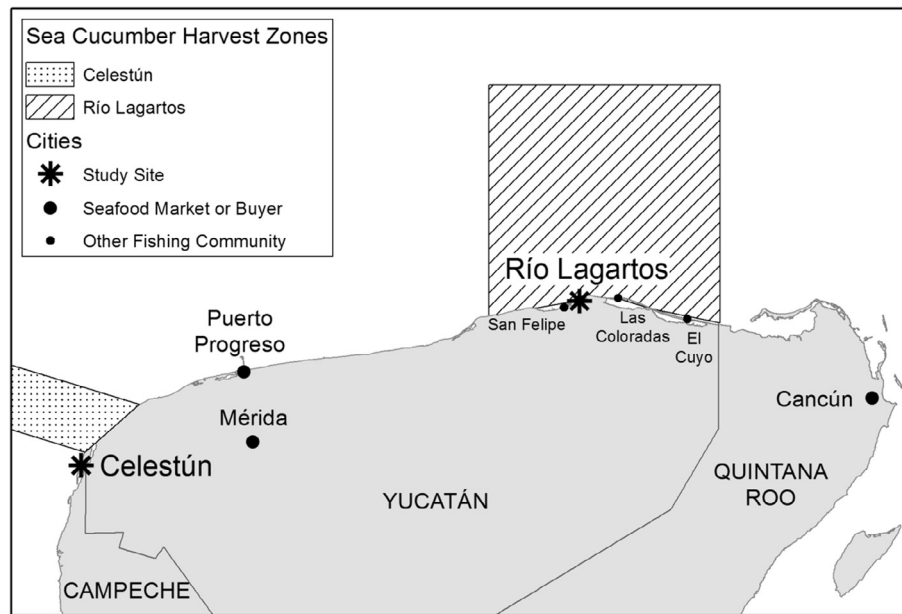 Sea Cucumber Harvest Zones
Celestún
Río Lagartos
Cities
Study Site
Seafood Market or Buyer
Other Fishing Community
Río Lagartos
San Felipe
Las
Coloradas
El
Cuyo
Puerto
Progreso
Mérida
Cancún
Celestún
YUCATÁN
QUINTANA
ROO
CAMPECHE